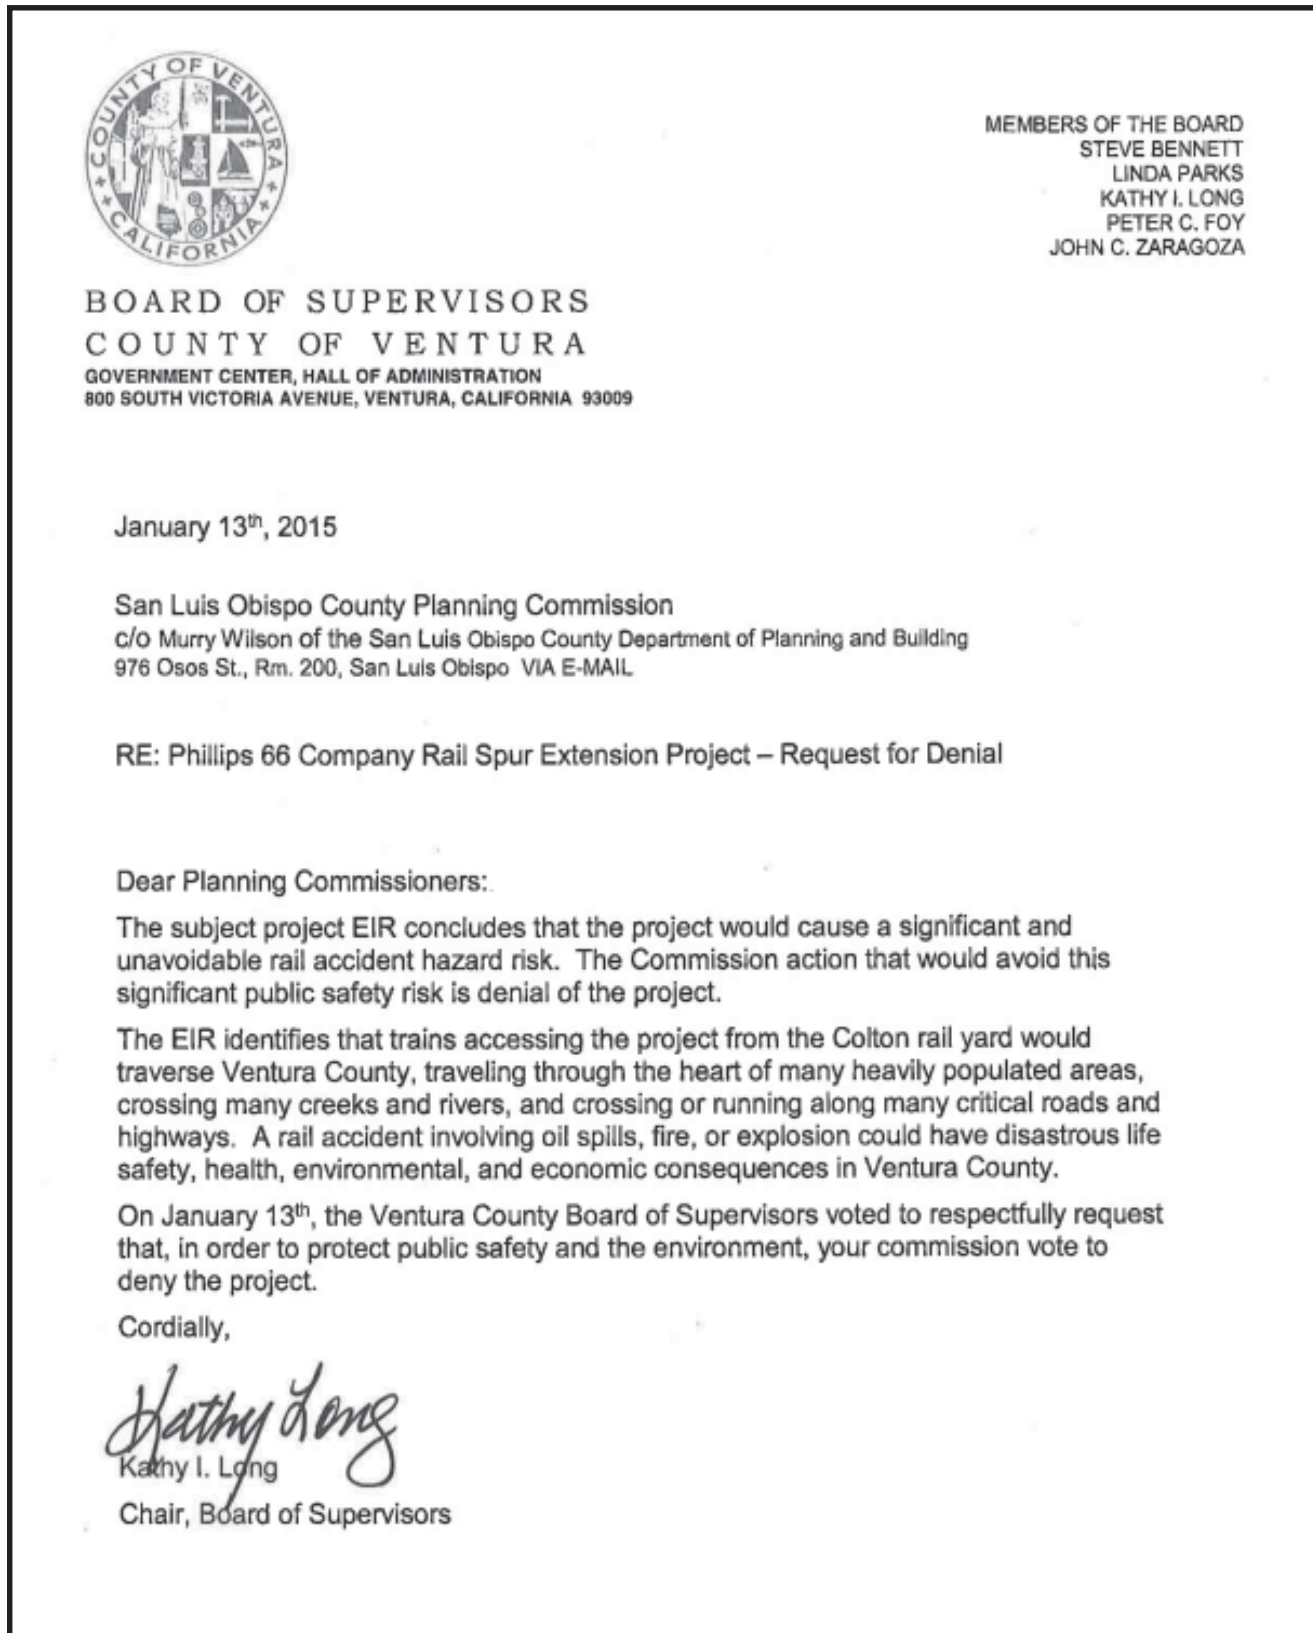 COUNTY OF VENTURA
CALIFORNIA
MEMBERS OF THE BOARD
STEVE BENNETT
LINDA PARKS
KATHY I. LONG
PETER C. FOY
JOHN C. ZARAGOZA
BOARD OF SUPERVISORS
COUNTY OF VENTURA
GOVERNMENT CENTER, HALL OF ADMINISTRATION
800 SOUTH VICTORIA AVENUE, VENTURA, CALIFORNIA 93009
January 13th, 2015
San Luis Obispo County Planning Commission
c/o Murry Wilson of the San Luis Obispo County Department of Planning and Building
976 Osos St., Rm. 200, San Luis Obispo VIA E-MAIL
RE: Phillips 66 Company Rail Spur Extension Project – Request for Denial
Dear Planning Commissioners:
The subject project EIR concludes that the project would cause a significant and
unavoidable rail accident hazard risk. The Commission action that would avoid this
significant public safety risk is denial of the project.
The EIR identifies that trains accessing the project from the Colton rail yard would
traverse Ventura County, traveling through the heart of many heavily populated areas,
crossing many creeks and rivers, and crossing or running along many critical roads and
highways. A rail accident involving oil spills, fire, or explosion could have disastrous life
safety, health, environmental, and economic consequences in Ventura County.
On January 13th, the Ventura County Board of Supervisors voted to respectfully request
that, in order to protect public safety and the environment, your commission vote to
deny the project.
Cordially,
Kathy Long
Kathy I. Long
Chair, Board of Supervisors